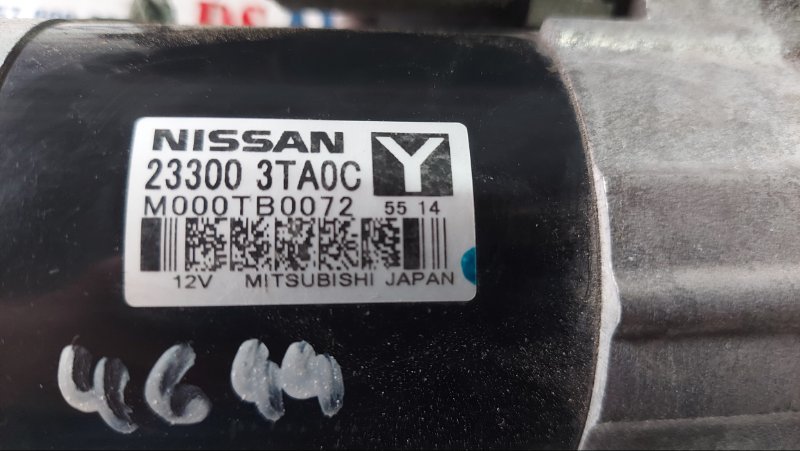 NISSAN
23300 3TA0C
Y
M000TB0072 55 14
12V MITSUBISHI JAPAN
4644